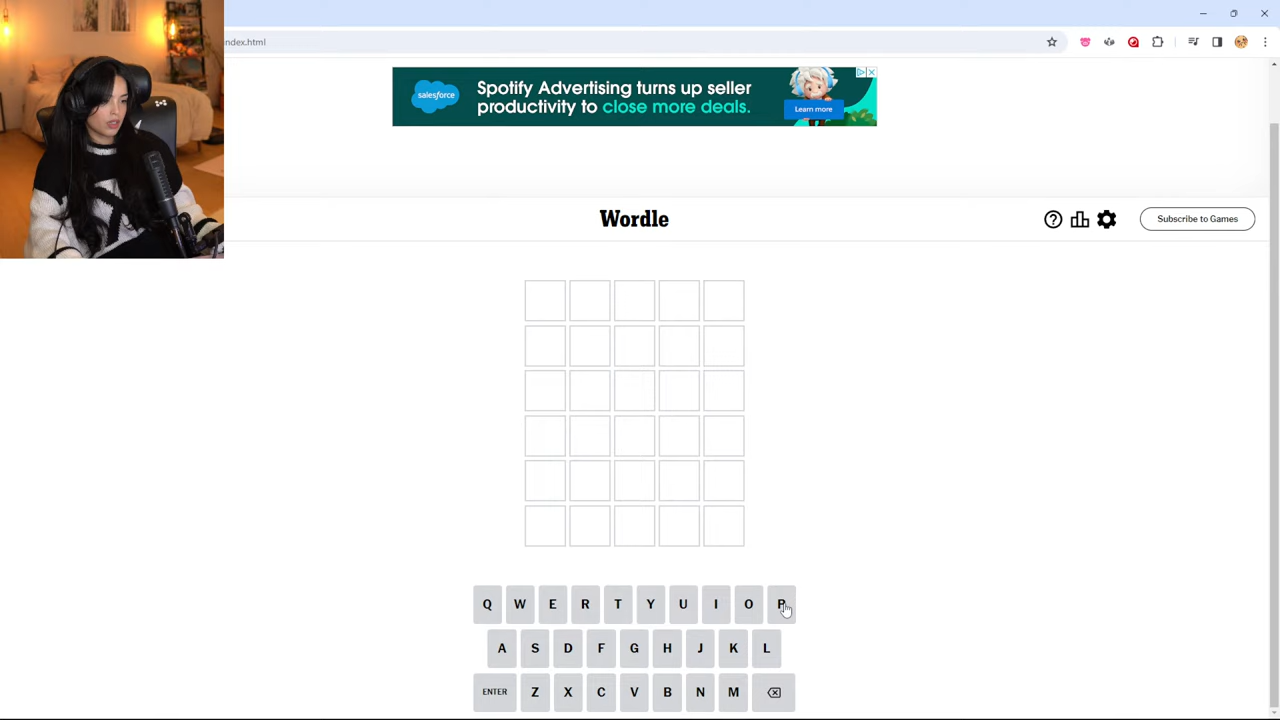 index.html
salesforce
Spotify Advertising turns up seller
productivity to close more deals.
Learn more
Wordle
Subscribe to Games
Q W E R T Y U I O P
A S D F G H J K L
ENTER Z X C V B N M